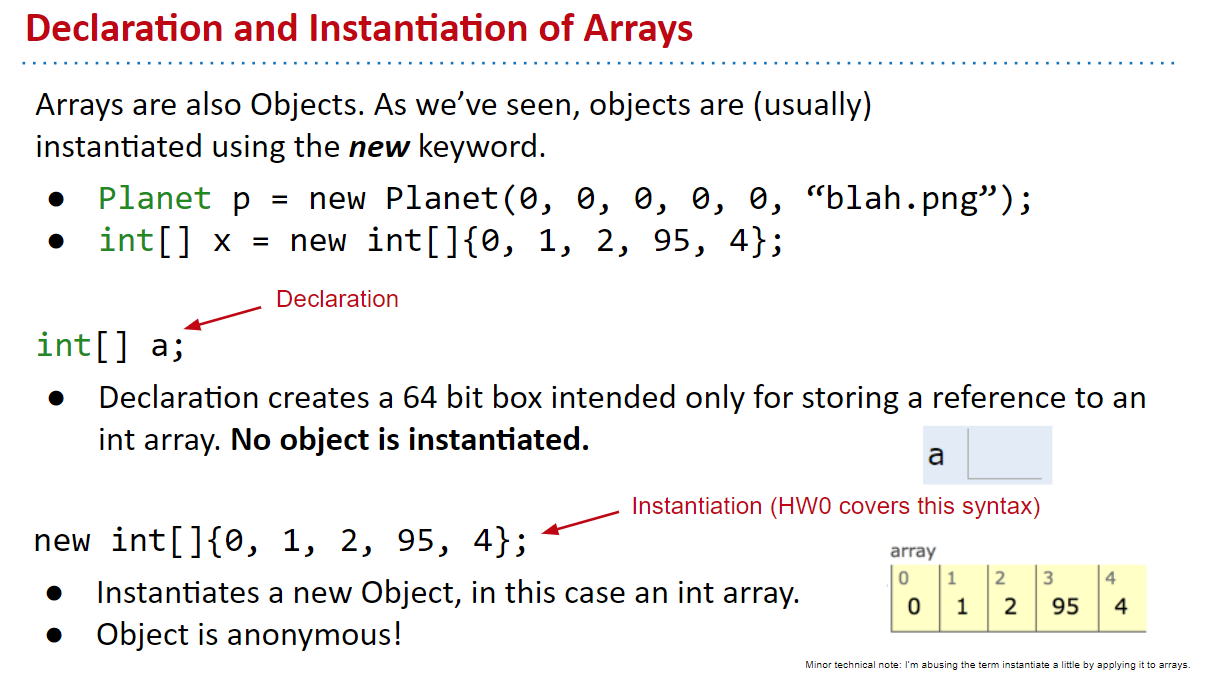 Declaration and Instantiation of Arrays
Arrays are also Objects. As we’ve seen, objects are (usually)
instantiated using the new keyword.
● Planet p = new Planet(0, 0, 0, 0, 0, “blah.png”);
● int[] x = new int[]{0, 1, 2, 95, 4};
Declaration
int[] a;
● Declaration creates a 64 bit box intended only for storing a reference to an
int array. No object is instantiated.
a
Instantiation (HW0 covers this syntax)
new int[]{0, 1, 2, 95, 4};
array
0 1 2 3 4
0 1 2 95 4
● Instantiates a new Object, in this case an int array.
● Object is anonymous!
Minor technical note: I'm abusing the term instantiate a little by applying it to arrays.